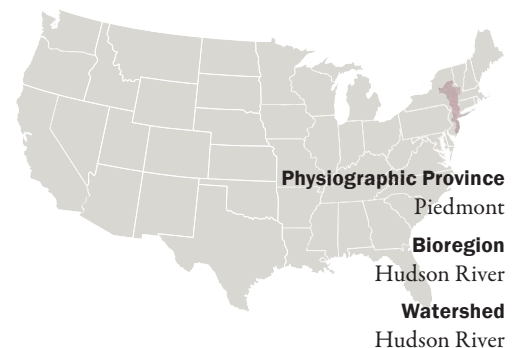 Physiographic Province
Piedmont
Bioregion
Hudson River
Watershed
Hudson River